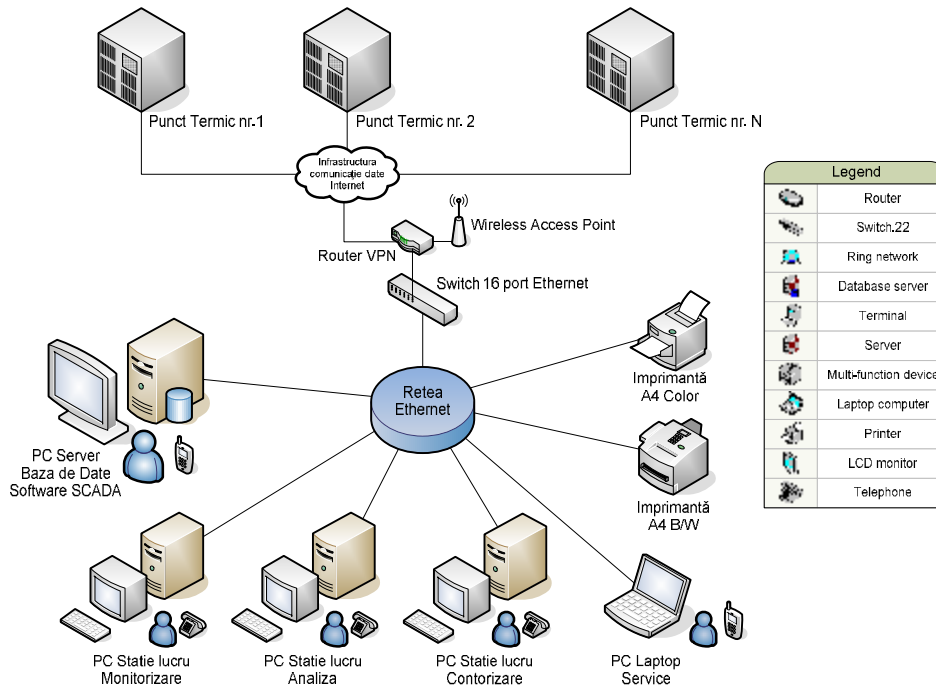 Punct Termic nr.1
Punct Termic nr. 2
Punct Termic nr. N
Infrastructura
comunicație date
Internet
Wireless Access Point
Router VPN
Switch 16 port Ethernet
Legend
Router
Switch.22
Ring network
Database server
Terminal
Server
Multi-function device
Laptop computer
Printer
LCD monitor
Telephone
Imprimantă
A4 Color
Retea
Ethernet
PC Server
Baza de Date
Software SCADA
Imprimantă
A4 B/W
PC Statie lucru
Monitorizare
PC Statie lucru
Analiza
PC Statie lucru
Contorizare
PC Laptop
Service